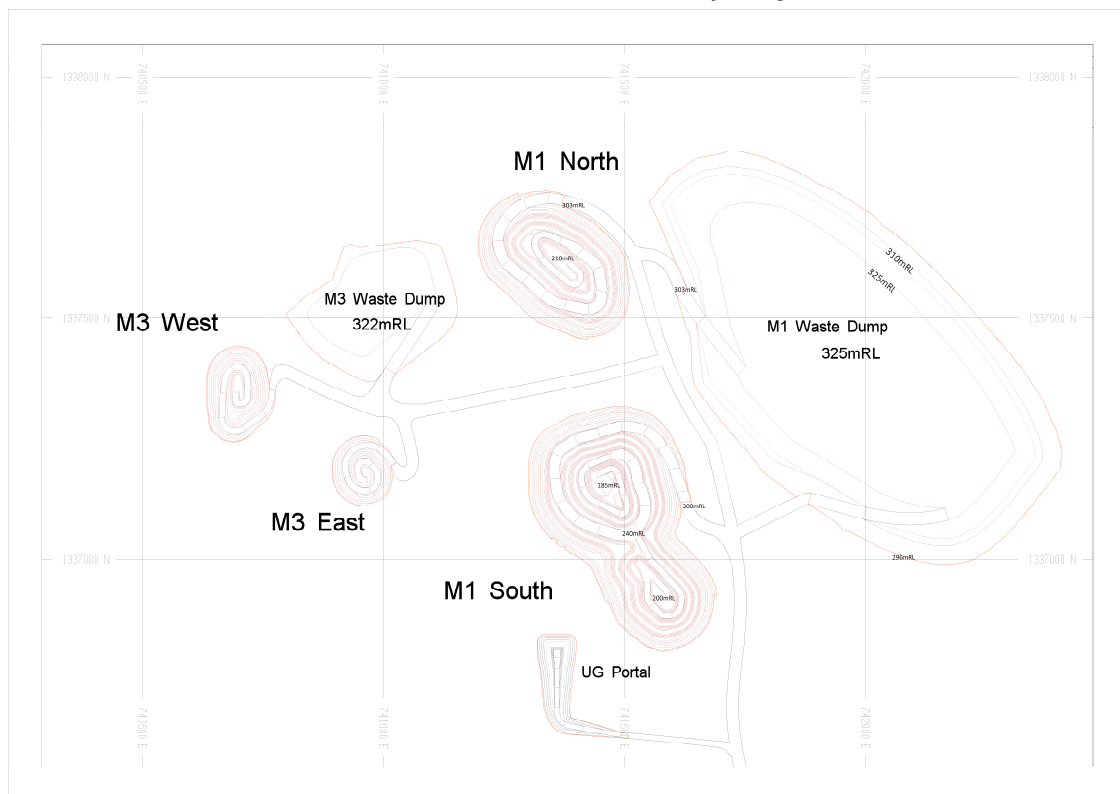 1338000 N
740500 E
741000 E
741500 E
742000 E
1338000 N
M1 North
303mRL
210mRL
310mRL
325mRL
303mRL
M3 Waste Dump
322mRL
M3 West
1337500 N
1337500 N
M1 Waste Dump
325mRL
185mRL
300mRL
240mRL
M3 East
1337000 N
296mRL
1337000 N
M1 South
200mRL
UG Portal
740500 E
741000 E
741500 E
742000 E